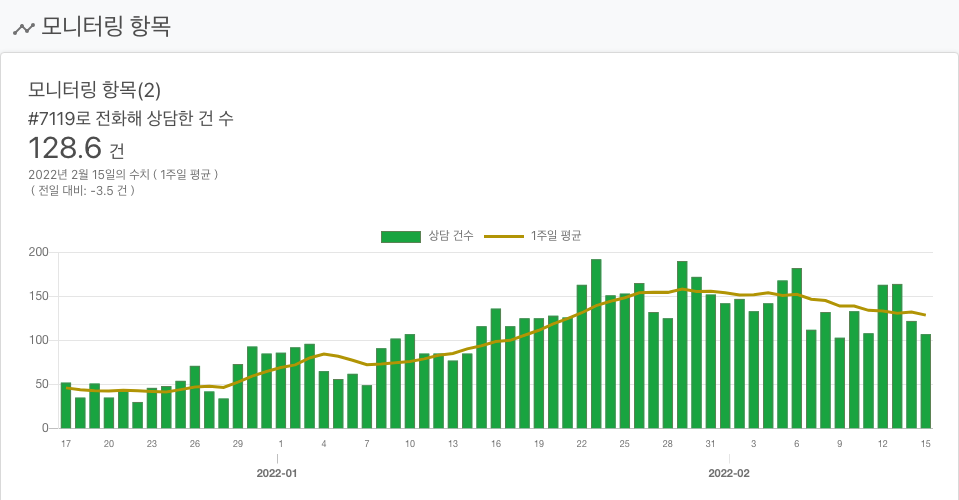 모니터링 항목
모니터링 항목(2)
#7119로 전화해 상담한 건 수
128.6 건
2022년 2월 15일의 수치 ( 1주일 평균 )
( 전일 대비: -3.5 건 )
상담 건수 1주일 평균
200
150
100
50
0
17 20 23 26 29 1 4 7 10 13 16 19 22 25 28 31 3 6 9 12 15
2022-01 2022-02